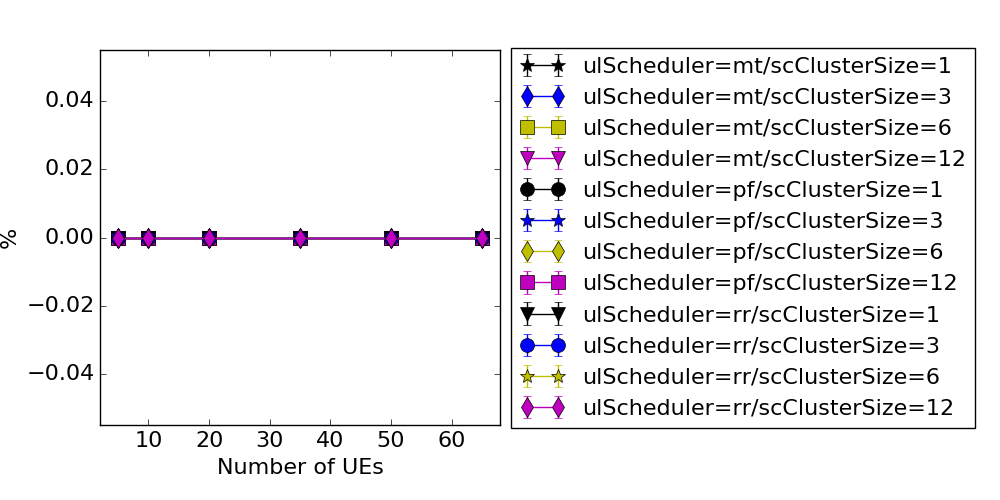 0.04
0.02
0.00
−0.02
−0.04
%
10 20 30 40 50 60
Number of UEs
ulScheduler=mt/scClusterSize=1
ulScheduler=mt/scClusterSize=3
ulScheduler=mt/scClusterSize=6
ulScheduler=mt/scClusterSize=12
ulScheduler=pf/scClusterSize=1
ulScheduler=pf/scClusterSize=3
ulScheduler=pf/scClusterSize=6
ulScheduler=pf/scClusterSize=12
ulScheduler=rr/scClusterSize=1
ulScheduler=rr/scClusterSize=3
ulScheduler=rr/scClusterSize=6
ulScheduler=rr/scClusterSize=12